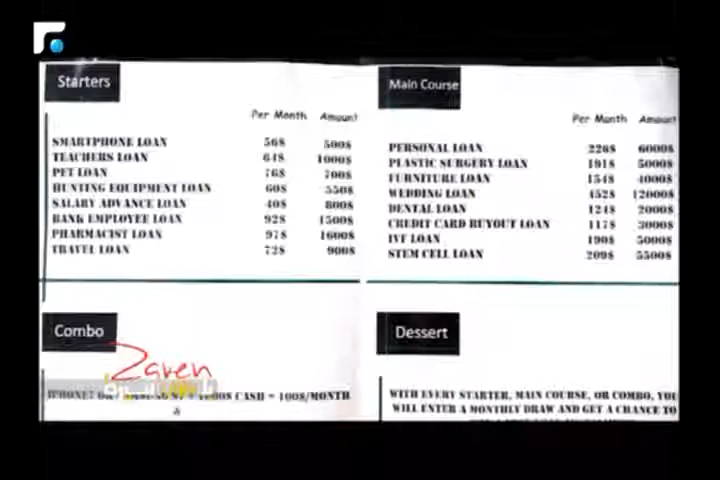 Starters
Per Month Amount
SMARTPHONE LOAN 56$ 500$
TEACHERS LOAN 64$ 1000$
PET LOAN 76$ 700$
HUNTING EQUIPMENT LOAN 60$ 550$
SALARY ADVANCE LOAN 40$ 800$
BANK EMPLOYEE LOAN 92$ 1500$
PHARMACIST LOAN 97$ 1600$
TRAVEL LOAN 72$ 900$
Main Course
Per Month Amount
PERSONAL LOAN 226$ 6000$
PLASTIC SURGERY LOAN 191$ 5000$
FURNITURE LOAN 154$ 4000$
WEDDING LOAN 452$ 12000$
DENTAL LOAN 124$ 2000$
CREDIT CARD BUYOUT LOAN 117$ 3000$
IVF LOAN 190$ 5000$
STEM CELL LOAN 209$ 5500$
Combo
Zaven
CASH = 100$/MONTH
&
Dessert
WITH EVERY STARTER, MAIN COURSE, OR COMBO, YOU
WILL ENTER A MONTHLY DRAW AND GET A CHANCE TO